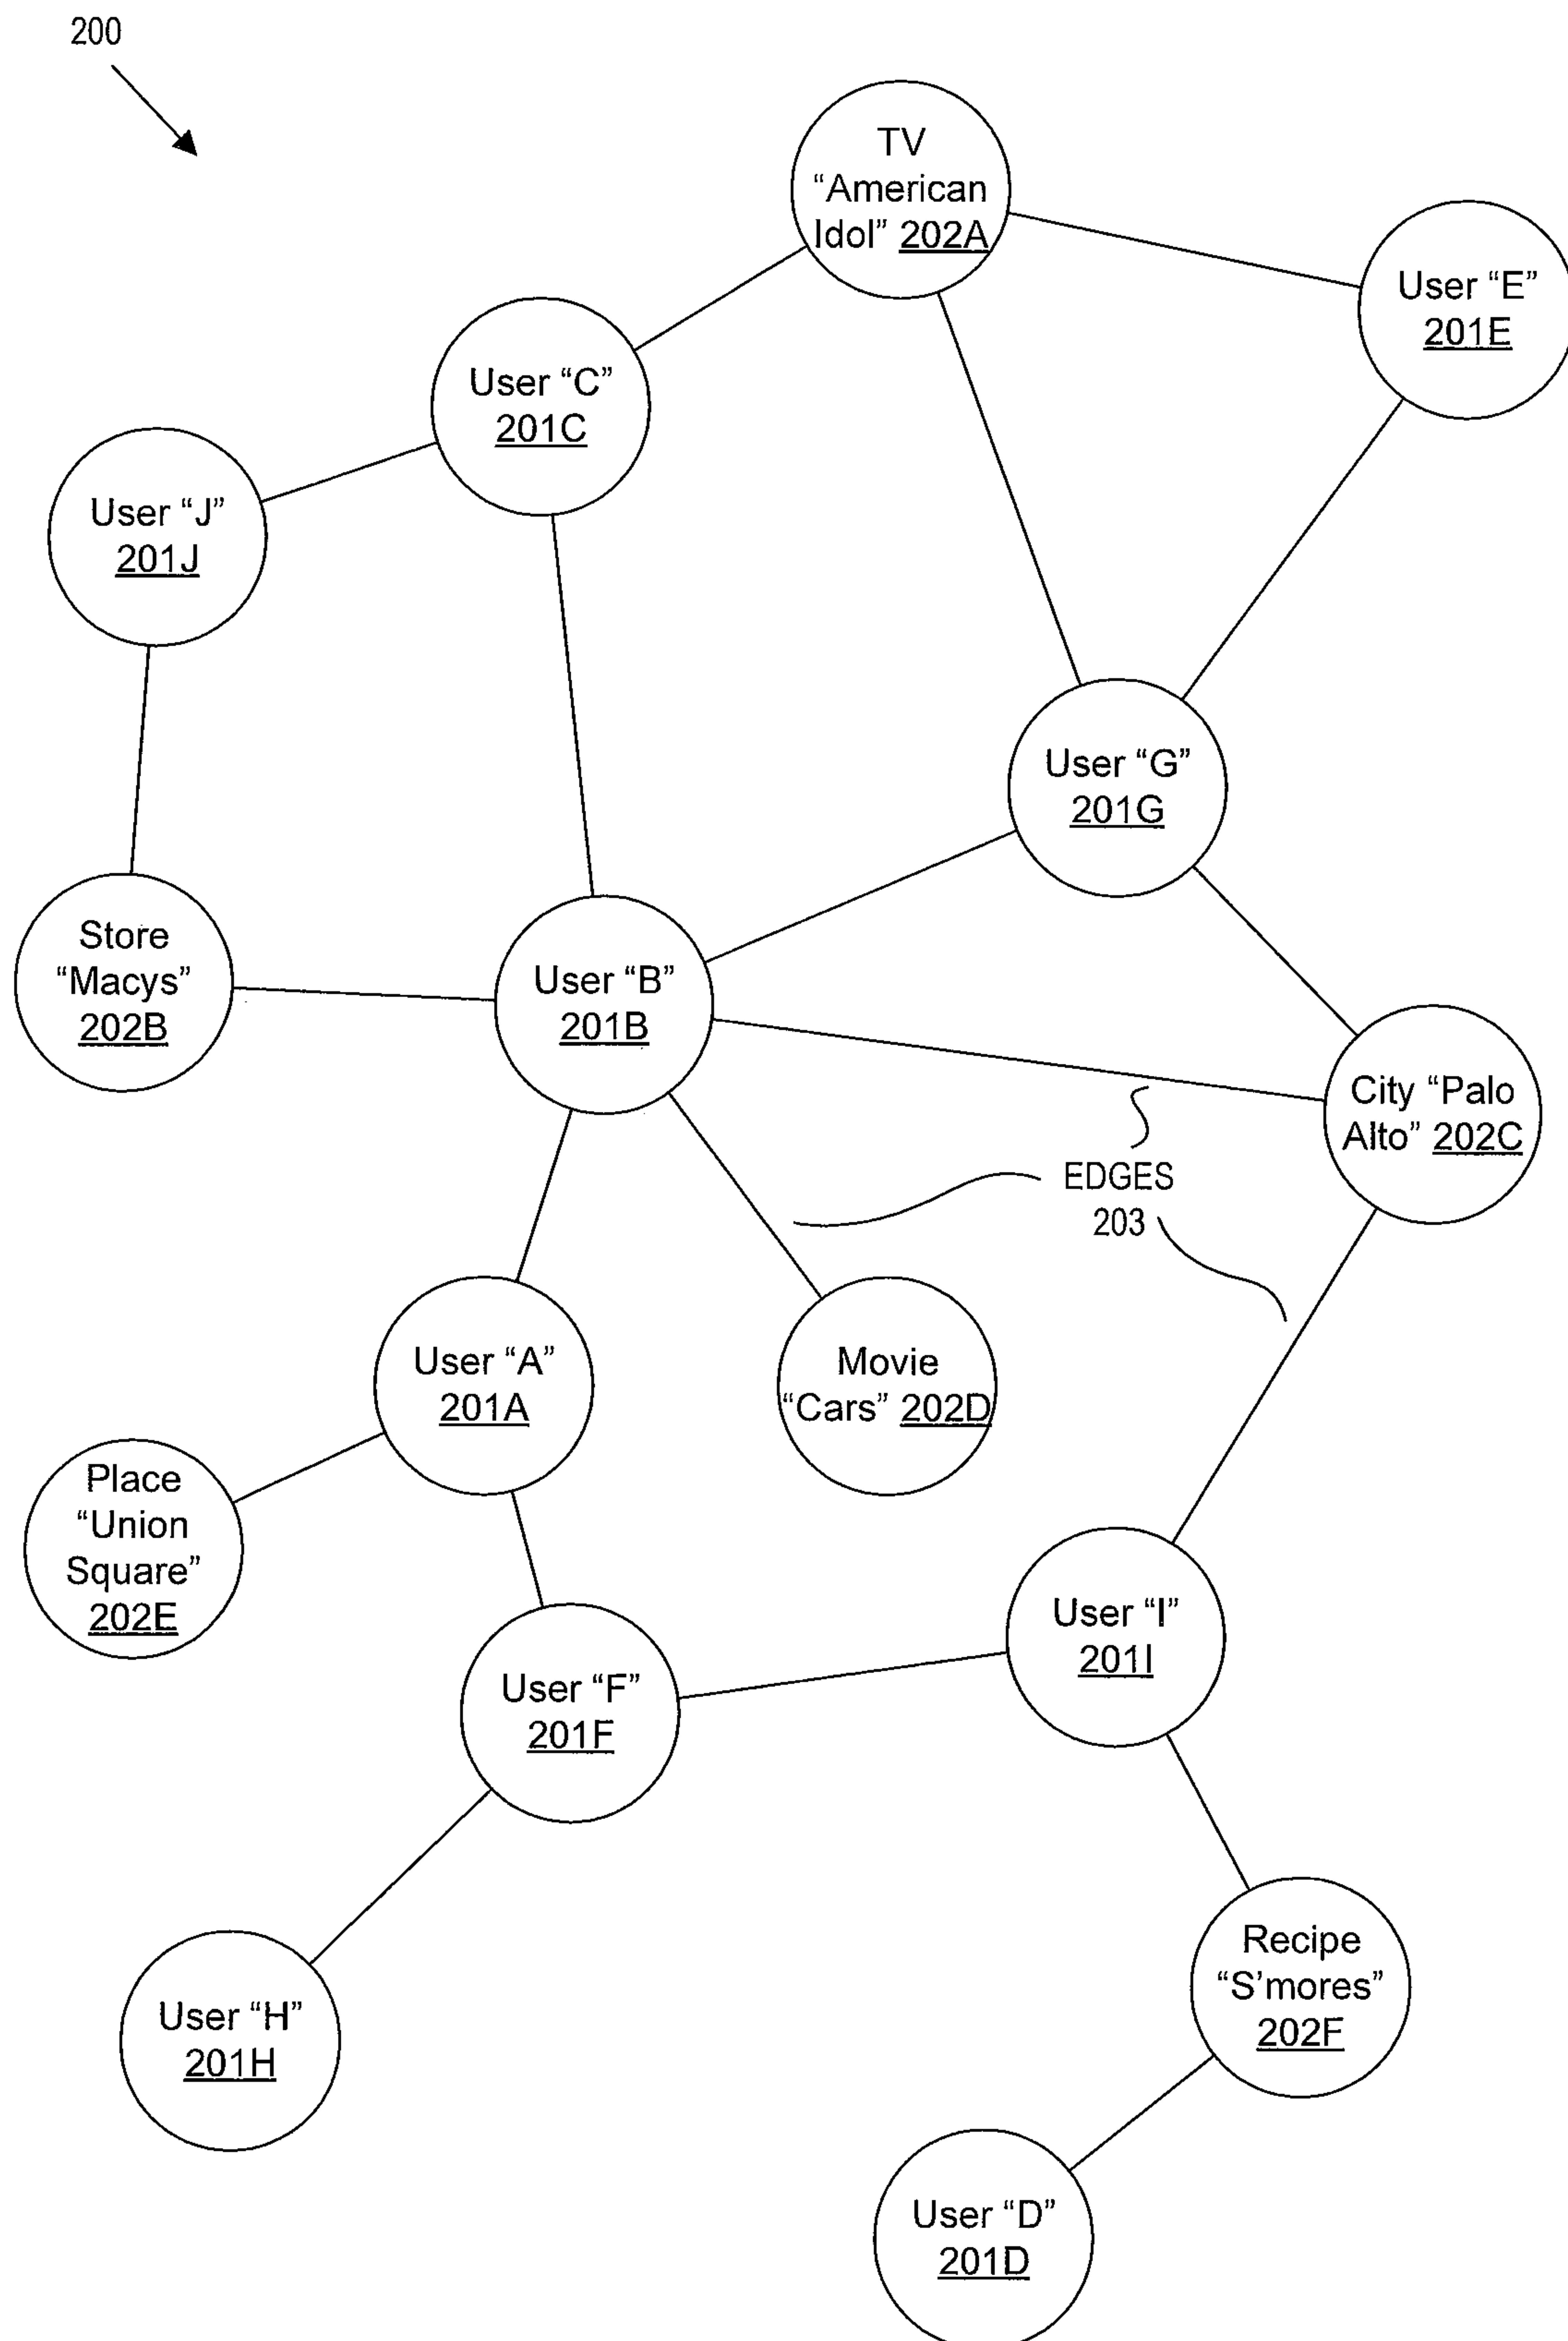 200
TV
“American
Idol” 202A
User “E”
201E
User “C”
201C
User “J”
201J
User “G”
201G
Store
“Macys”
202B
User “B”
201B
City “Palo
Alto” 202C
EDGES
203
User “A”
201A
Movie
“Cars” 202D
Place
“Union
Square”
202E
User “I”
201I
User “F”
201F
Recipe
“S’mores”
202F
User “H”
201H
User “D”
201D